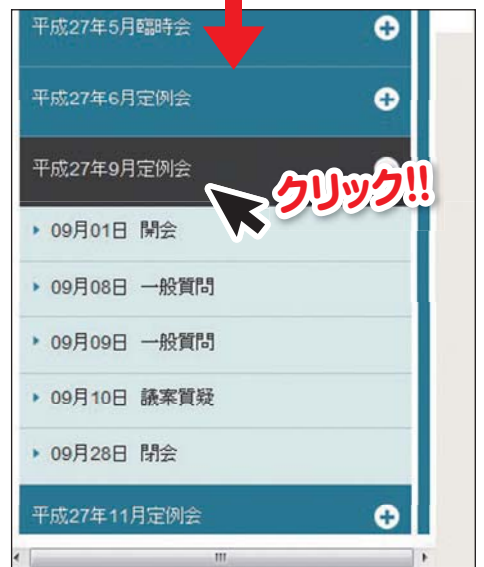 平成27年5月臨時会
平成27年6月定例会
平成27年9月定例会
クリック!!
09月01日 開会
09月08日 一般質問
09月09日 一般質問
09月10日 議案質疑
09月28日 閉会
平成27年11月定例会